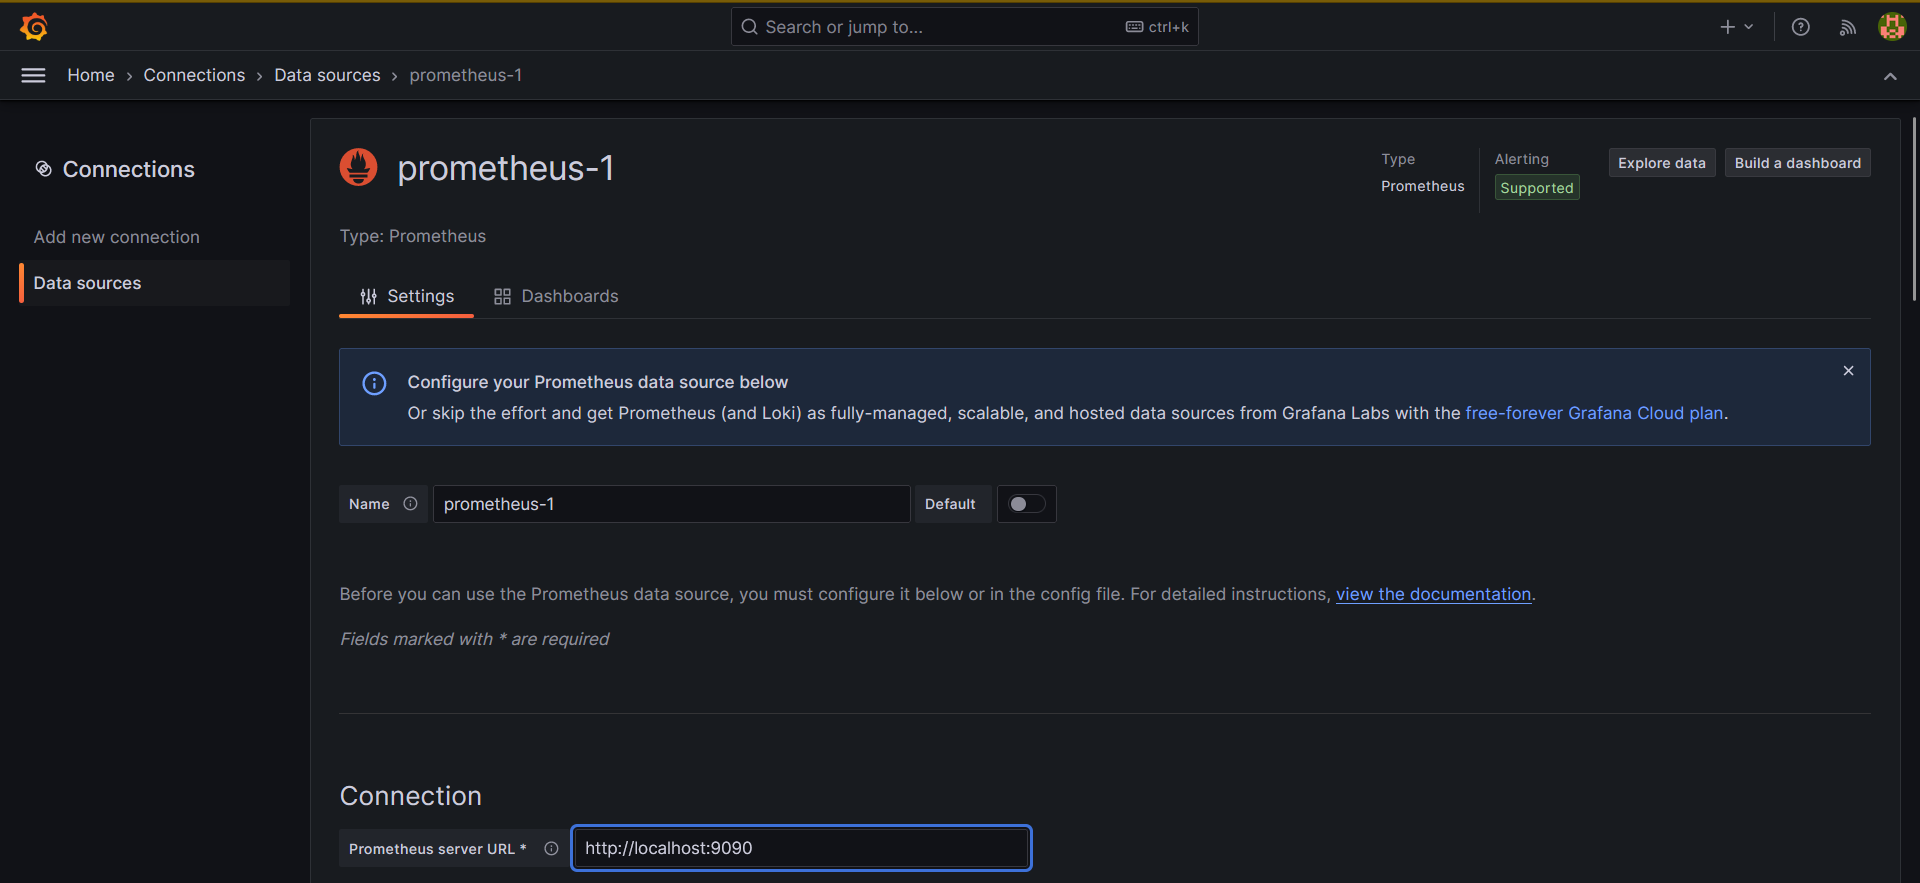 Search or jump to...
ctrl+k
Home › Connections › Data sources › prometheus-1
Connections
Add new connection
Data sources
prometheus-1
Type
Prometheus
Alerting
Supported
Explore data
Build a dashboard
Type: Prometheus
Settings
Dashboards
Configure your Prometheus data source below
Or skip the effort and get Prometheus (and Loki) as fully-managed, scalable, and hosted data sources from Grafana Labs with the free-forever Grafana Cloud plan.
Name
prometheus-1
Default
Before you can use the Prometheus data source, you must configure it below or in the config file. For detailed instructions, view the documentation.
Fields marked with * are required
Connection
Prometheus server URL *
http://localhost:9090